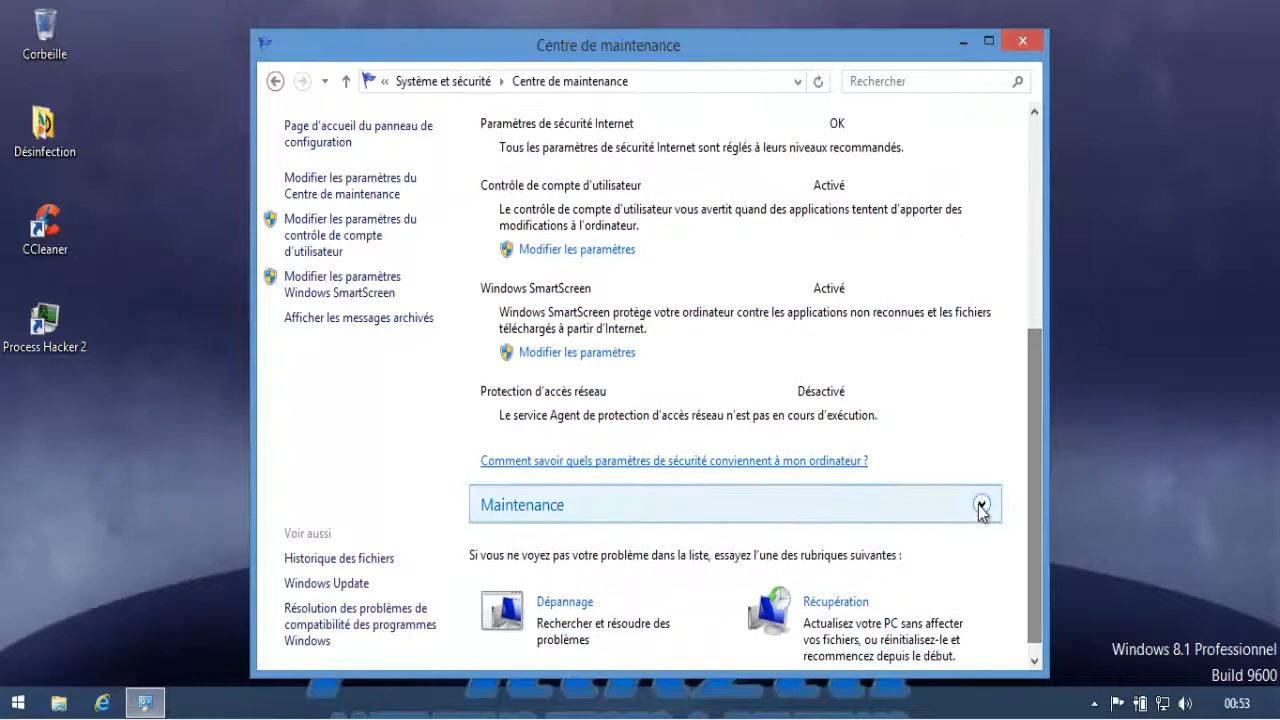 Corbeille
Désinfection
CCleaner
Process Hacker 2
Centre de maintenance
« Système et sécurité Centre de maintenance
Rechercher
Page d'accueil du panneau de
configuration
Modifier les paramètres du
Centre de maintenance
Modifier les paramètres du
contrôle de compte
d'utilisateur
Modifier les paramètres
Windows SmartScreen
Afficher les messages archivés
Voir aussi
Historique des fichiers
Windows Update
Résolution des problèmes de
compatibilité des programmes
Windows
Paramètres de sécurité Internet OK
Tous les paramètres de sécurité Internet sont réglés à leurs niveaux recommandés.
Contrôle de compte d'utilisateur Activé
Le contrôle de compte d'utilisateur vous avertit quand des applications tentent d'apporter des
modifications à l'ordinateur.
Modifier les paramètres
Windows SmartScreen Activé
Windows SmartScreen protège votre ordinateur contre les applications non reconnues et les fichiers
téléchargés à partir d'Internet.
Modifier les paramètres
Protection d'accès réseau Désactivé
Le service Agent de protection d'accès réseau n'est pas en cours d'exécution.
Comment savoir quels paramètres de sécurité conviennent à mon ordinateur ?
Maintenance
Si vous ne voyez pas votre problème dans la liste, essayez l'une des rubriques suivantes :
Dépannage
Rechercher et résoudre des
problèmes
Récupération
Actualisez votre PC sans affecter
vos fichiers, ou réinitialisez-le et
recommencez depuis le début.
Windows 8.1 Professionnel
Build 9600
00:53